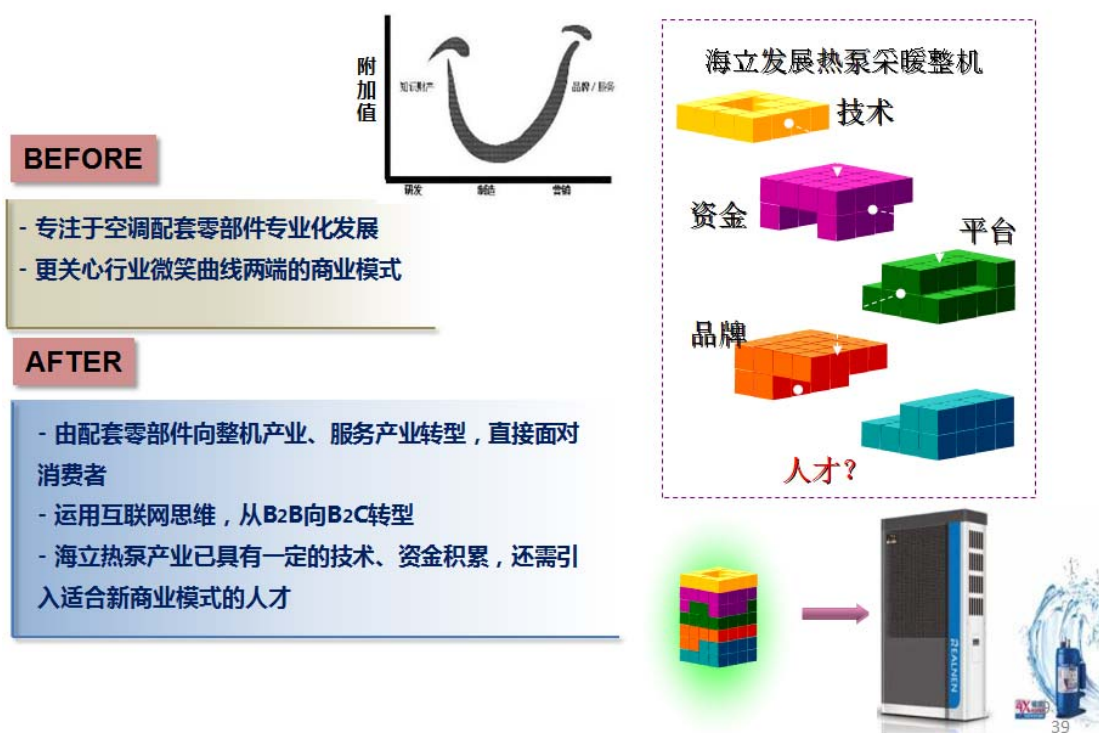 附加值
知识财产
品牌/服务
研发
制造
营销
BEFORE
- 专注于空调配套零部件专业化发展
- 更关心行业微笑曲线两端的商业模式
AFTER
- 由配套零部件向整机产业、服务产业转型，直接面对
消费者
- 运用互联网思维，从B2B向B2C转型
- 海立热泵产业已具有一定的技术、资金积累，还需引
入适合新商业模式的人才
海立发展热泵采暖整机
技术
资金
平台
品牌
人才？
REALNEN
4X
39